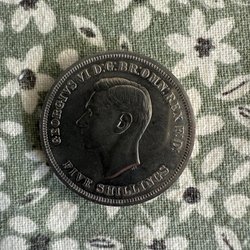 GEORGIVS VI D:G:BR:OMN:REX F:D:
FIVE SHILLINGS